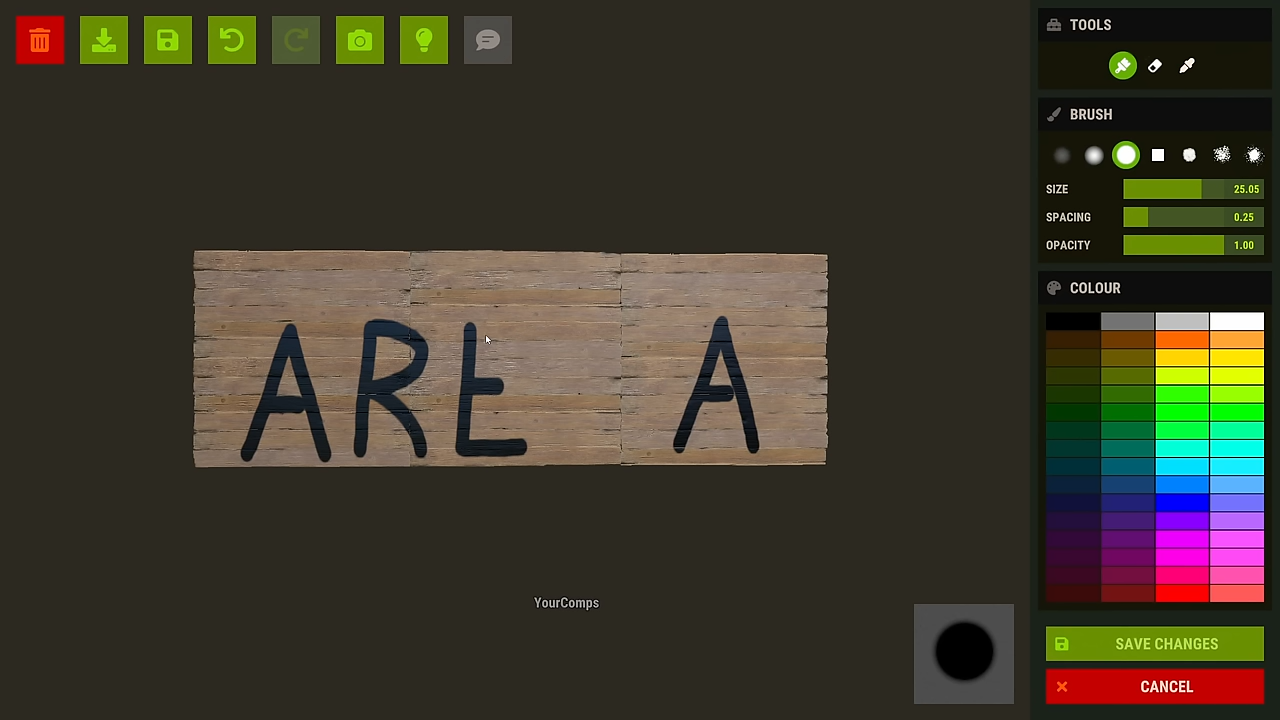 TOOLS
BRUSH
SIZE 25.05
SPACING 0.25
OPACITY 1.00
COLOUR
ARE A
YourComps
SAVE CHANGES
CANCEL